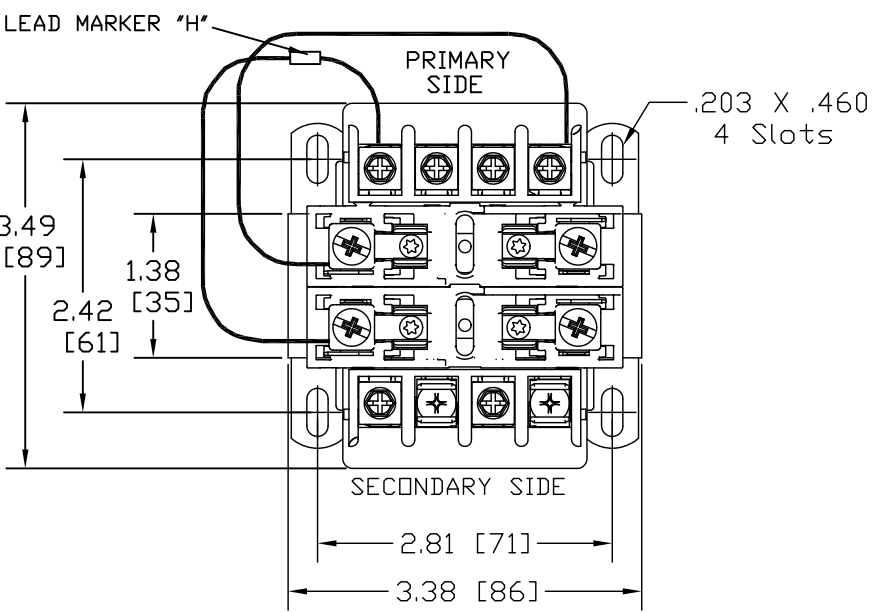 LEAD MARKER "H"
PRIMARY
SIDE
.203 X .460
4 Slots
3.49
[89]
1.38
[35]
2.42
[61]
SECONDARY SIDE
2.81 [71]
3.38 [86]